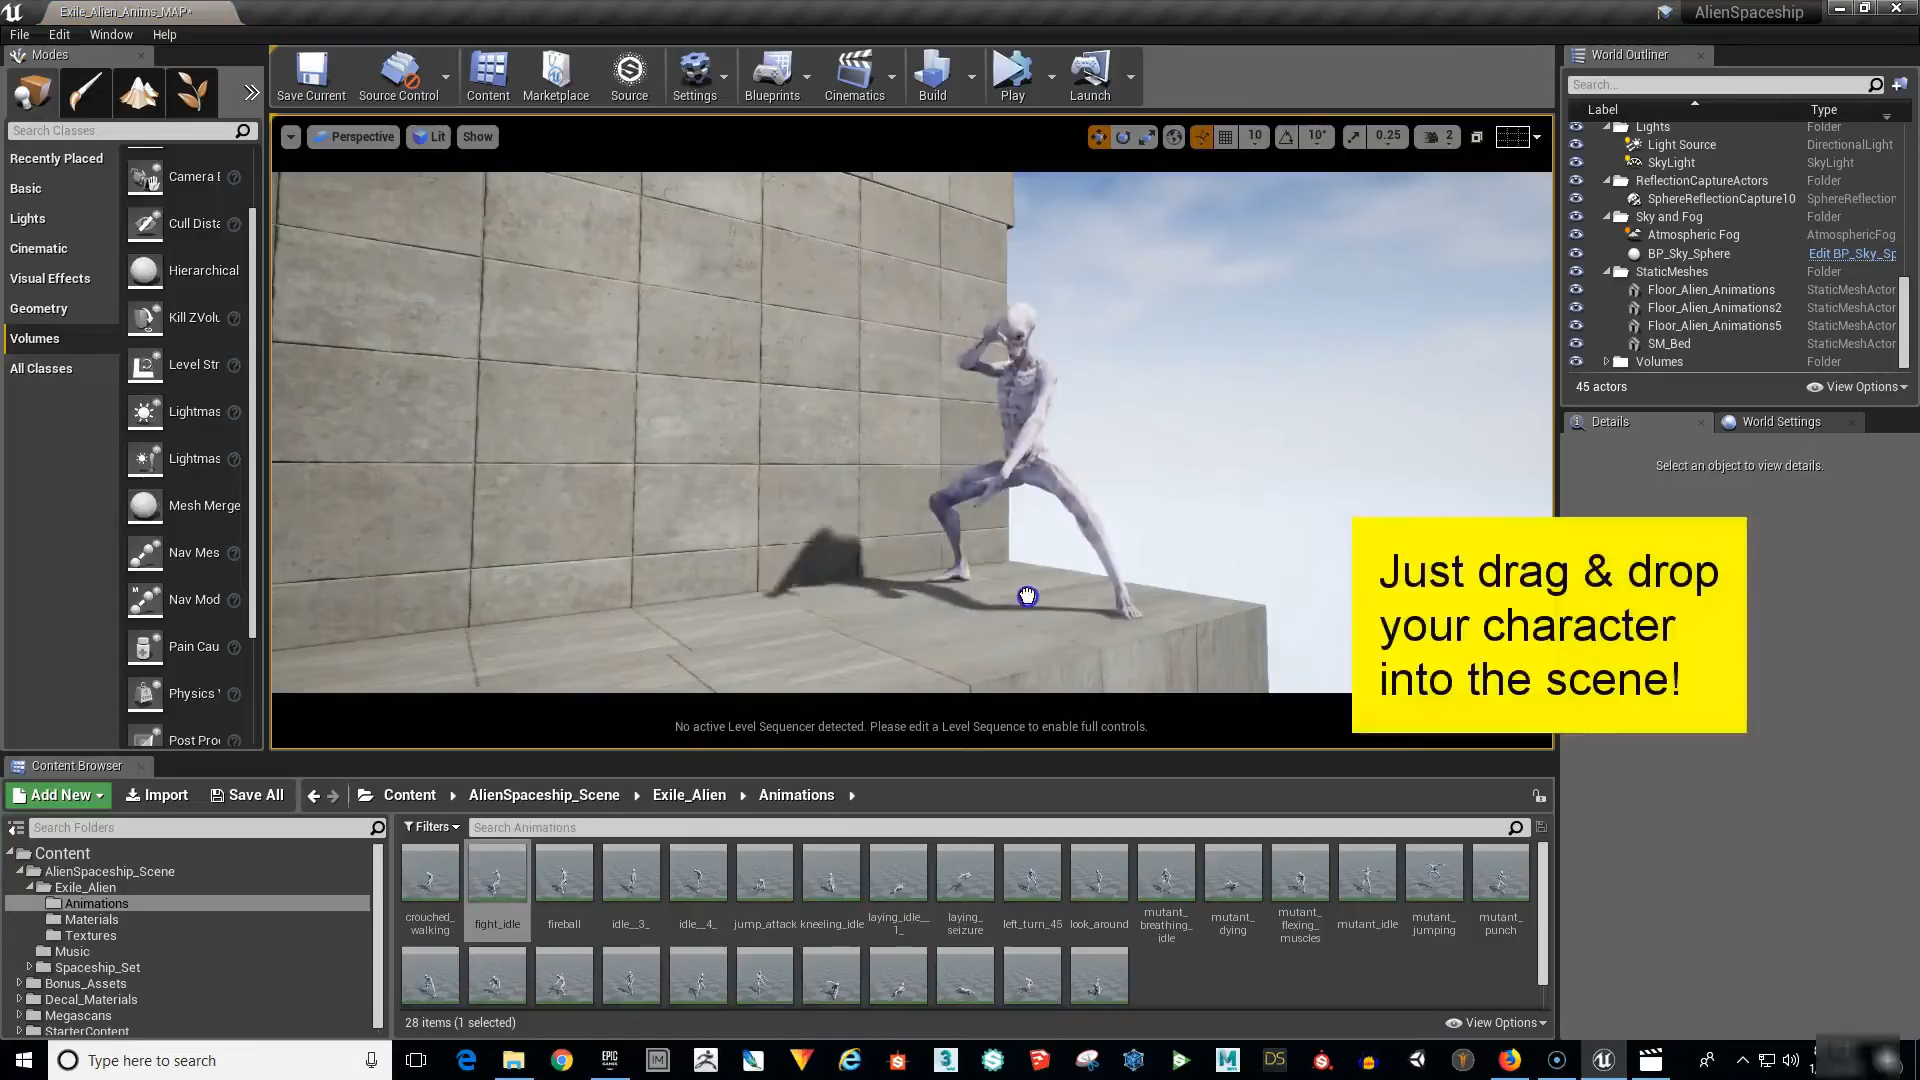 Exile_Alien_Anims_MAP*
AlienSpaceship
File Edit Window Help
Modes
Search Classes
Recently Placed
Basic
Lights
Cinematic
Visual Effects
Geometry
Volumes
All Classes
Camera B
Cull Dista
Hierarchical
Kill ZVolu
Level Str
Lightmas
Lightmas
Mesh Merge
Nav Mes
Nav Mod
Pain Cau
Physics V
Post Proc
Save Current
Source Control
Content
Marketplace
Source
Settings
Blueprints
Cinematics
Build
Play
Launch
Perspective
Lit
Show
10
10°
0.25
2
No active Level Sequencer detected. Please edit a Level Sequence to enable full controls.
World Outliner
Search...
Label Type
Lights Folder
Light Source DirectionalLight
SkyLight SkyLight
ReflectionCaptureActors Folder
SphereReflectionCapture10 SphereReflection
Sky and Fog Folder
Atmospheric Fog AtmosphericFog
BP_Sky_Sphere Edit BP_Sky_Sp
StaticMeshes Folder
Floor_Alien_Animations StaticMeshActor
Floor_Alien_Animations2 StaticMeshActor
Floor_Alien_Animations5 StaticMeshActor
SM_Bed StaticMeshActor
Volumes Folder
45 actors
View Options
Details
World Settings
Select an object to view details.
Just drag & drop
your character
into the scene!
Content Browser
Add New
Import
Save All
Content
AlienSpaceship_Scene
Exile_Alien
Animations
Search Folders
Content
AlienSpaceship_Scene
Exile_Alien
Animations
Materials
Textures
Music
Spaceship_Set
Bonus_Assets
Decal_Materials
Megascans
StarterContent
Filters
Search Animations
crouched_
walking
fight_idle
fireball
idle__3_
idle__4_
jump_attack
kneeling_idle
laying_idle__
1_
laying_
seizure
left_turn_45
look_around
mutant_
breathing_
idle
mutant_
dying
mutant_
flexing_
muscles
mutant_idle
mutant_
jumping
mutant_
punch
28 items (1 selected)
View Options
Type here to search
EPIC
GAMES
M
DS